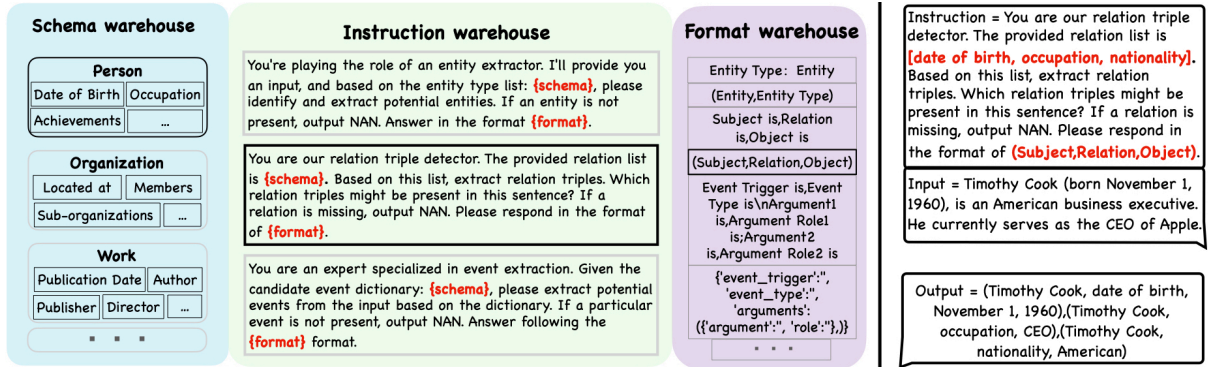 Schema warehouse
Person
Date of Birth
Occupation
Achievements
...
Organization
Located at
Members
Sub-organizations
...
Work
Publication Date
Author
Publisher
Director
...
Instruction warehouse
You're playing the role of an entity extractor. I'll provide you
an input, and based on the entity type list: {schema}, please
identify and extract potential entities. If an entity is not
present, output NAN. Answer in the format {format}.
You are our relation triple detector. The provided relation list
is {schema}. Based on this list, extract relation triples. Which
relation triples might be present in this sentence? If a
relation is missing, output NAN. Please respond in the format
of {format}.
You are an expert specialized in event extraction. Given the
candidate event dictionary: {schema}, please extract potential
events from the input based on the dictionary. If a particular
event is not present, output NAN. Answer following the
{format} format.
Format warehouse
Entity Type: Entity
(Entity,Entity Type)
Subject is,Relation
is,Object is
(Subject,Relation,Object)
Event Trigger is,Event
Type is\nArgument1
is,Argument Role1
is;Argument2
is,Argument Role2 is
{'event_trigger':'',
'event_type':'',
'arguments':
({'argument':'', 'role':''},)}
Instruction = You are our relation triple
detector. The provided relation list is
[date of birth, occupation, nationality].
Based on this list, extract relation
triples. Which relation triples might be
present in this sentence? If a relation is
missing, output NAN. Please respond in
the format of (Subject,Relation,Object).
Input = Timothy Cook (born November 1,
1960), is an American business executive.
He currently serves as the CEO of Apple.
Output = (Timothy Cook, date of birth,
November 1, 1960),(Timothy Cook,
occupation, CEO),(Timothy Cook,
nationality, American)